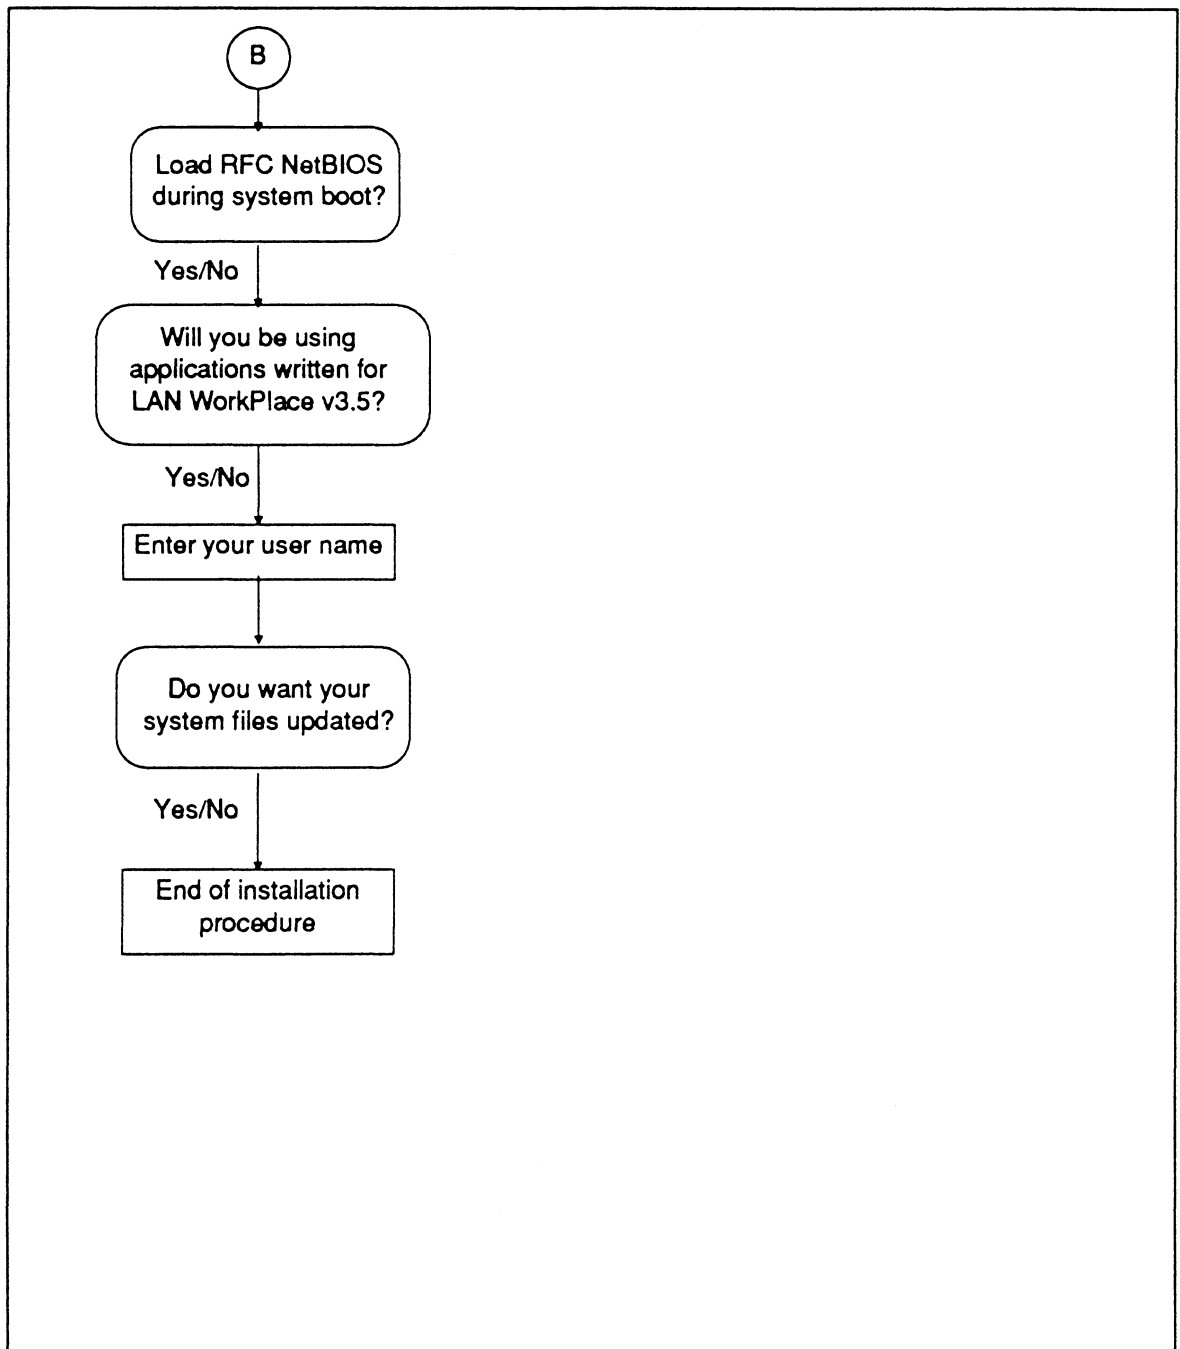 B
Load RFC NetBIOS
during system boot?
Yes/No
Will you be using
applications written for
LAN WorkPlace v3.5?
Yes/No
Enter your user name
Do you want your
system files updated?
Yes/No
End of installation
procedure